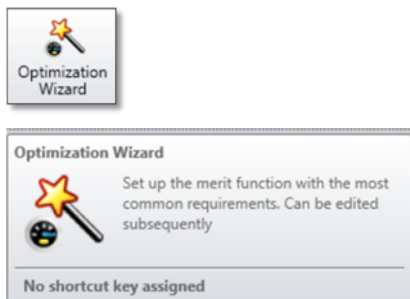 Optimization
Wizard
Optimization Wizard
Set up the merit function with the most
common requirements. Can be edited
subsequently
No shortcut key assigned